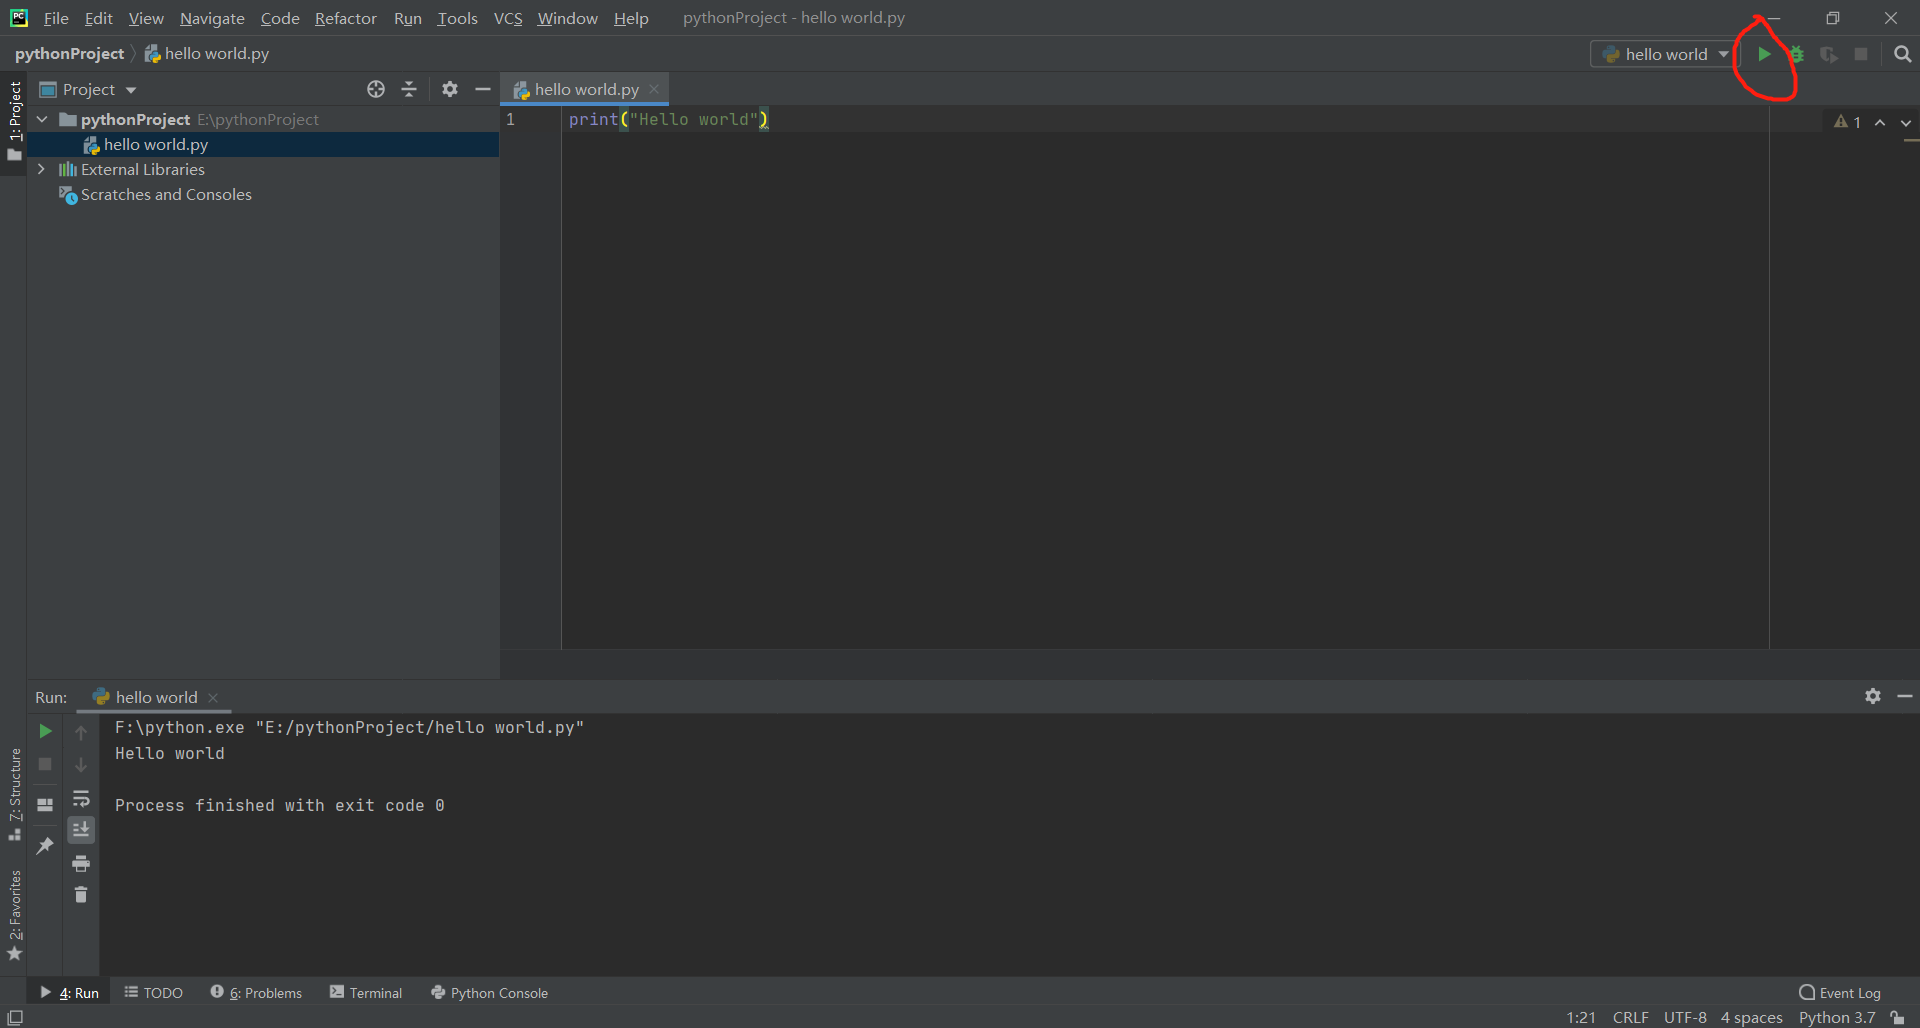 PC File Edit View Navigate Code Refactor Run Tools VCS Window Help pythonProject - hello world.py
pythonProject hello world.py hello world
1: Project
Project
hello world.py
pythonProject E:\pythonProject
hello world.py
External Libraries
Scratches and Consoles
1 print("Hello world")
1
Run: hello world
F:\python.exe "E:/pythonProject/hello world.py"
Hello world
Process finished with exit code 0
7: Structure
2: Favorites
4: Run TODO 6: Problems Terminal Python Console Event Log
1:21 CRLF UTF-8 4 spaces Python 3.7